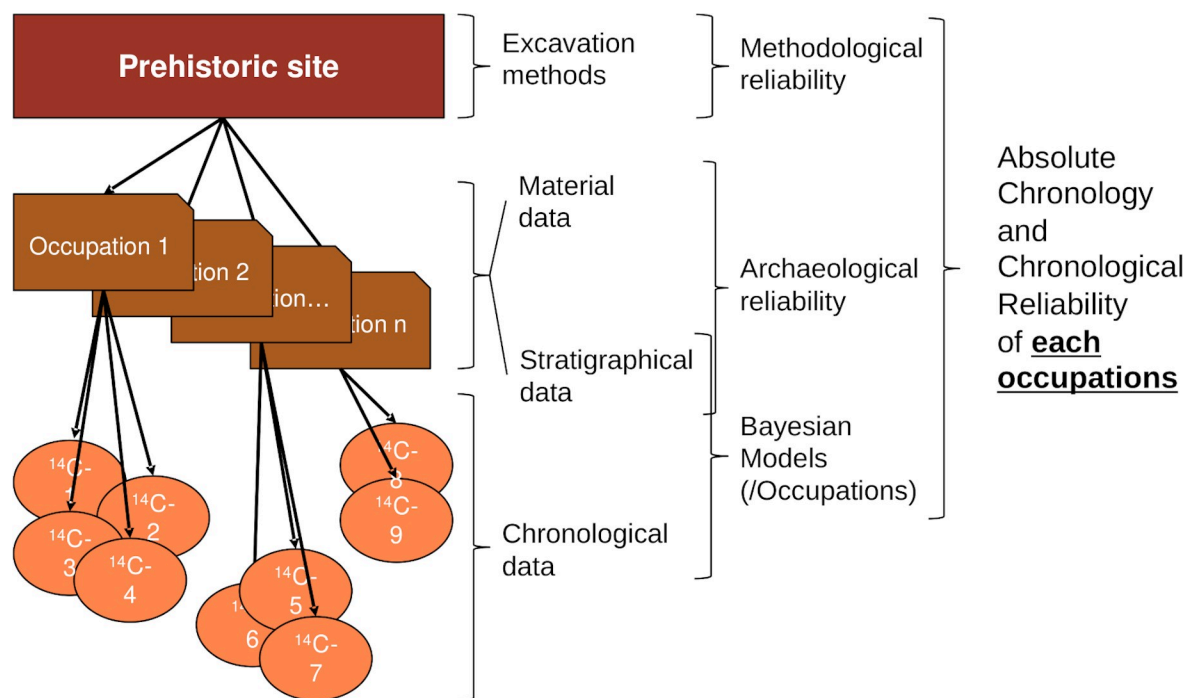 Prehistoric site
Excavation
methods
Methodological
reliability
Occupation 1
tion 2
tion…
tion n
Material
data
Stratigraphical
data
Archaeological
reliability
Absolute
Chronology
and
Chronological
Reliability
of each
occupations
Bayesian
Models
(/Occupations)
Chronological
data
¹⁴C-
1
¹⁴C-
2
¹⁴C-
3
¹⁴C-
4
¹⁴C-
5
6
¹⁴C-
7
4C-
8
¹⁴C-
9